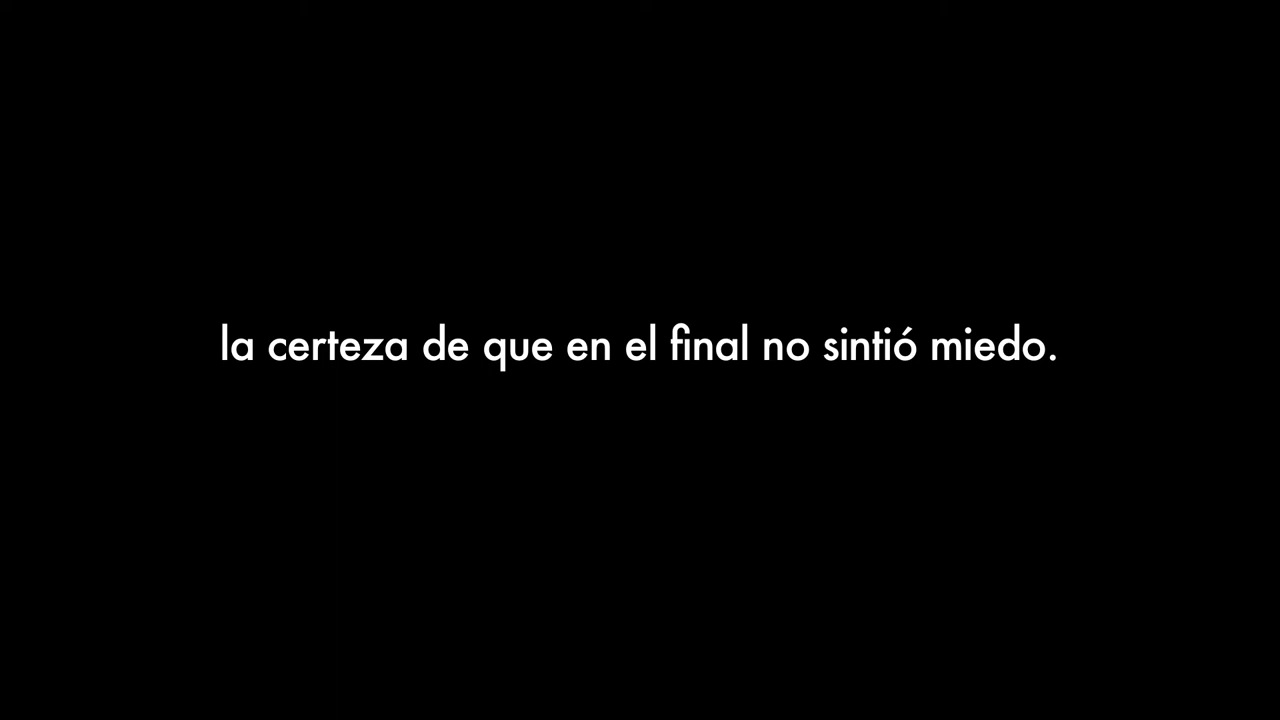 la certeza de que en el final no sintió miedo.